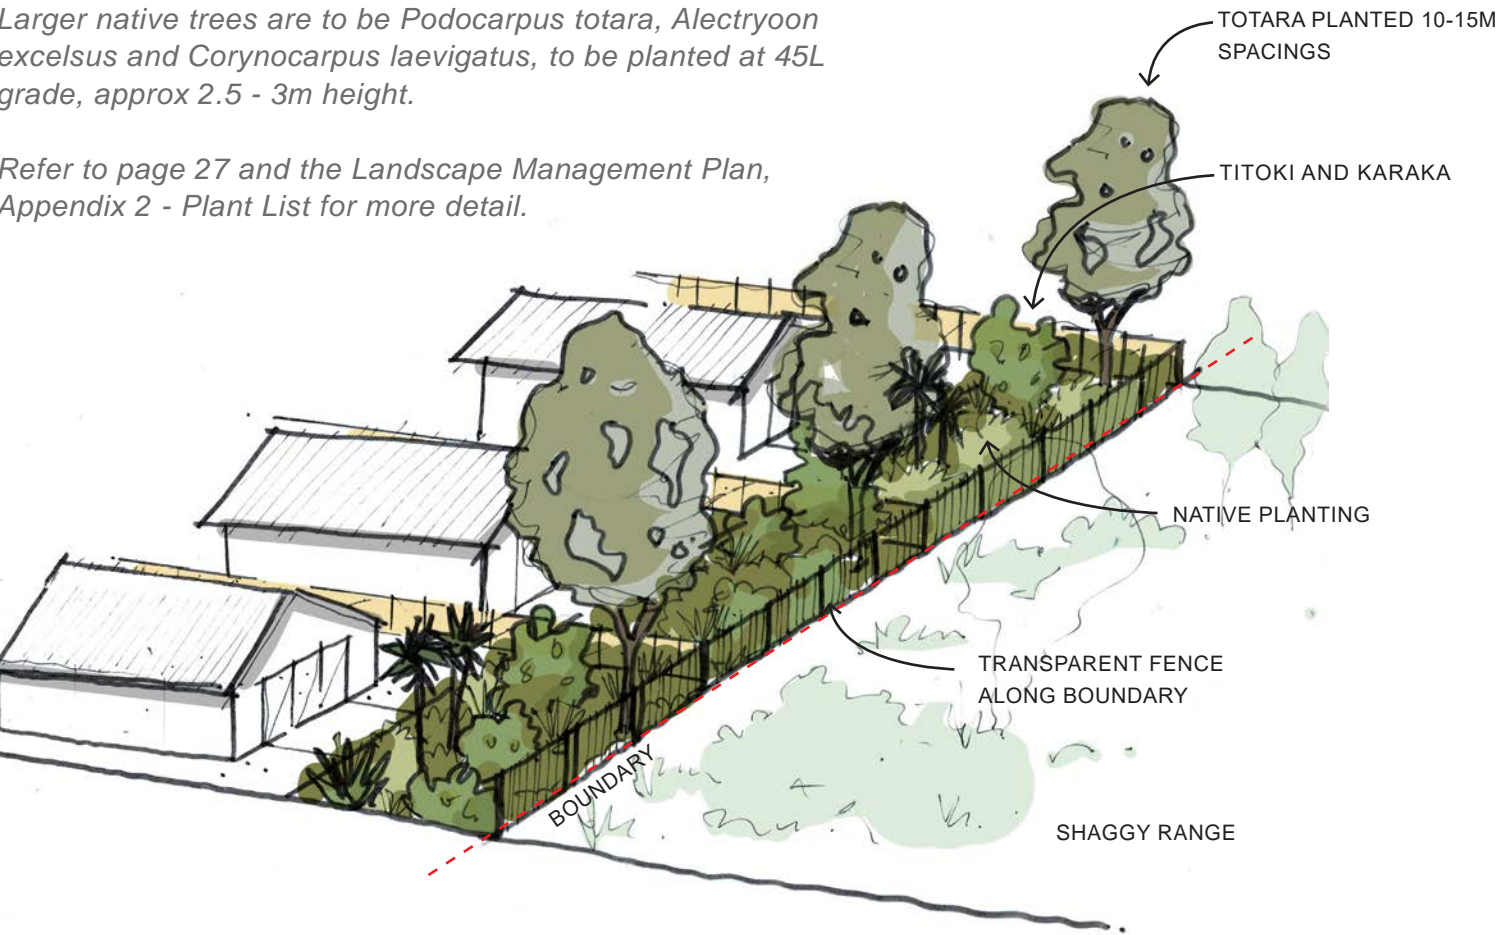 Larger native trees are to be Podocarpus totara, Alectryoon
excelsus and Corynocarpus laevigatus, to be planted at 45L
grade, approx 2.5 - 3m height.
Refer to page 27 and the Landscape Management Plan,
Appendix 2 - Plant List for more detail.
TOTARA PLANTED 10-15M
SPACINGS
TITOKI AND KARAKA
NATIVE PLANTING
TRANSPARENT FENCE
ALONG BOUNDARY
BOUNDARY
SHAGGY RANGE